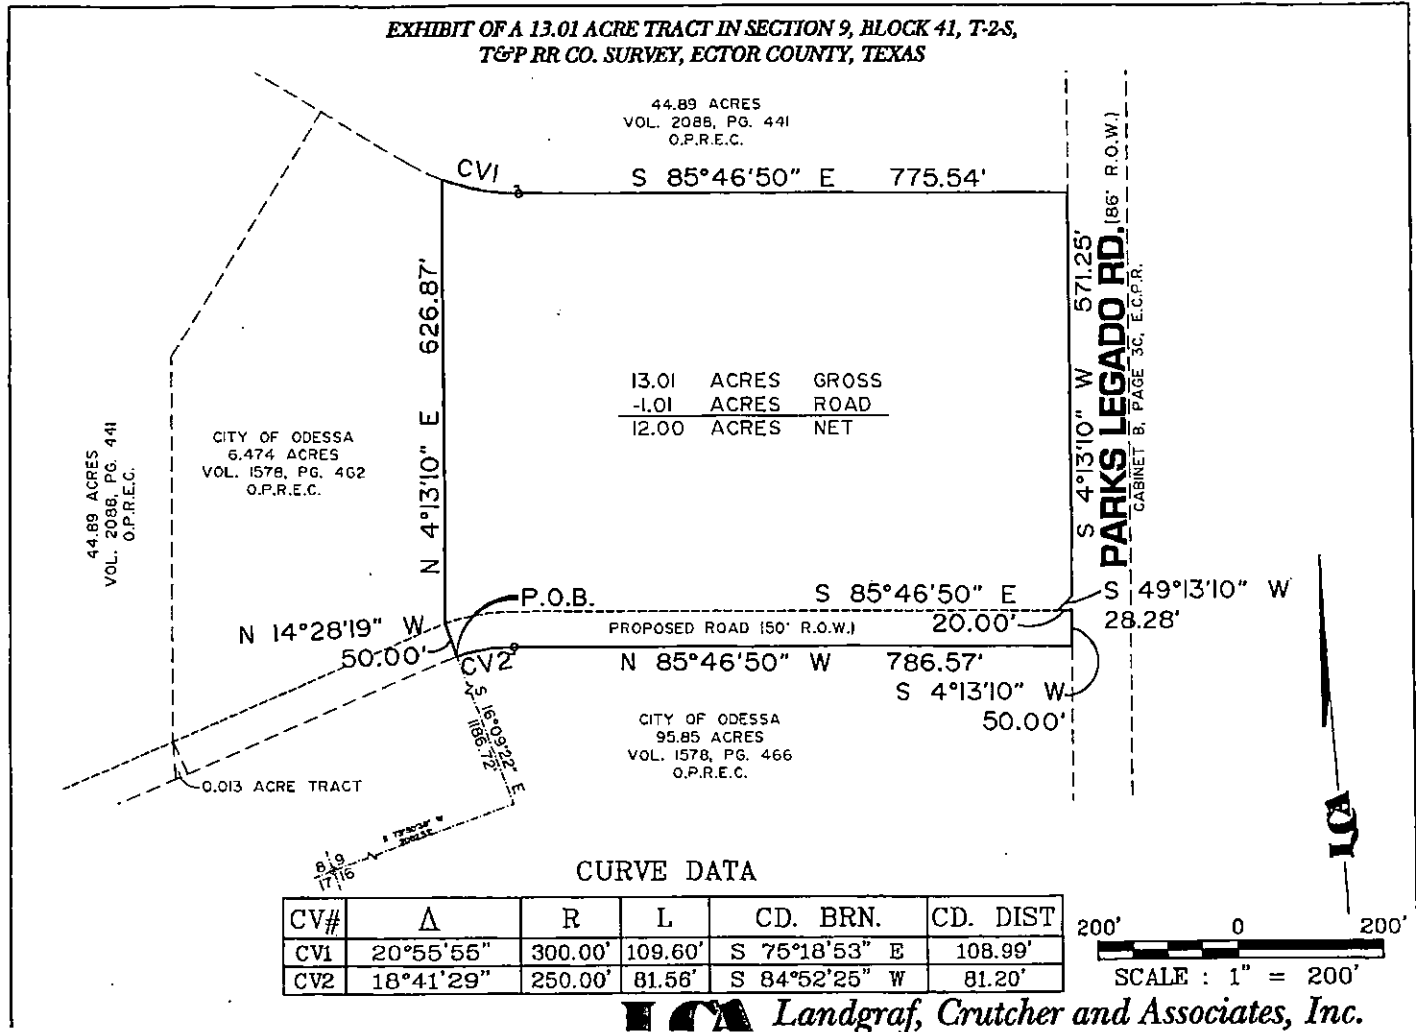 EXHIBIT OF A 13.01 ACRE TRACT IN SECTION 9, BLOCK 41, T-2-S,
T&P RR CO. SURVEY, ECTOR COUNTY, TEXAS
44.89 ACRES
VOL. 2088, PG. 441
O.P.R.E.C.
CV1
S 85°46'50" E 775.54'
N 4°13'10" E 626.87'
S 4°13'10" W 571.25'
PARKS LEGADO RD. (86' R.O.W.)
CABINET B, PAGE 3C, E.C.P.R.
13.01 ACRES GROSS
-1.01 ACRES ROAD
12.00 ACRES NET
CITY OF ODESSA
6.474 ACRES
VOL. 1578, PG. 462
O.P.R.E.C.
44.89 ACRES
VOL. 2088, PG. 441
O.P.R.E.C.
P.O.B.
S 85°46'50" E
20.00'
S 49°13'10" W
28.28'
N 14°28'19" W
50.00'
PROPOSED ROAD (50' R.O.W.)
CV2
N 85°46'50" W 786.57'
S 4°13'10" W
50.00'
S 16°09'22" E
1186.72'
CITY OF ODESSA
95.85 ACRES
VOL. 1578, PG. 466
O.P.R.E.C.
0.013 ACRE TRACT
8 9
17 16
LCA
CURVE DATA
CV# Δ R L CD. BRN. CD. DIST
CV1 20°55'55" 300.00' 109.60' S 75°18'53" E 108.99'
CV2 18°41'29" 250.00' 81.56' S 84°52'25" W 81.20'
200' 0 200'
SCALE : 1" = 200'
LCA Landgraf, Crutcher and Associates, Inc.